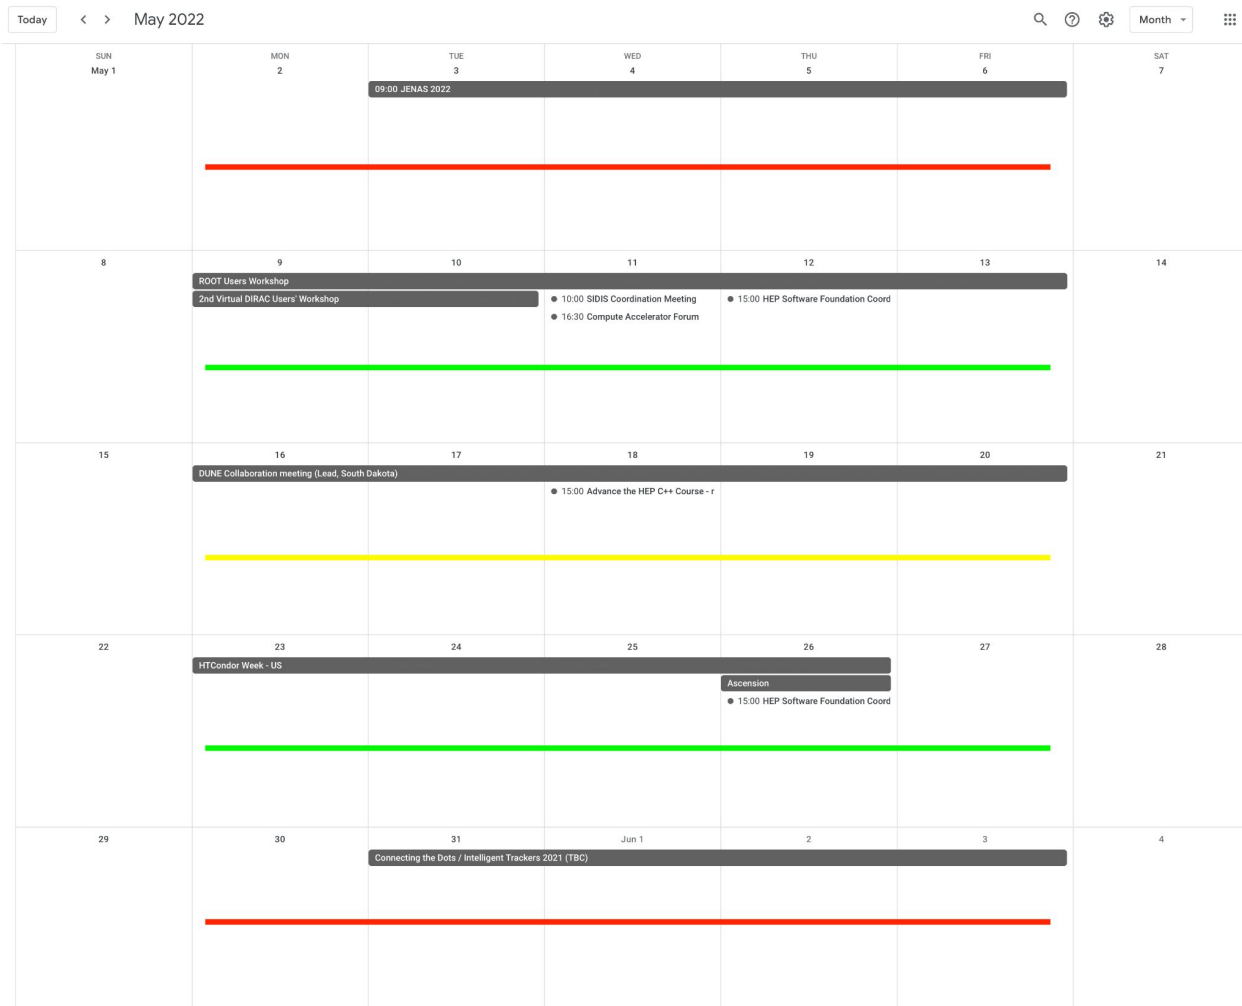 Today May 2022 Month
SUN MON TUE WED THU FRI SAT
May 1 2 3 4 5 6 7
09:00 JENAS 2022
8 9 10 11 12 13 14
ROOT Users Workshop
2nd Virtual DIRAC Users' Workshop 10:00 SIDIS Coordination Meeting 15:00 HEP Software Foundation Coord
16:30 Compute Accelerator Forum
15 16 17 18 19 20 21
DUNE Collaboration meeting (Lead, South Dakota)
15:00 Advance the HEP C++ Course - r
22 23 24 25 26 27 28
HTCondor Week - US
Ascension
15:00 HEP Software Foundation Coord
29 30 31 Jun 1 2 3 4
Connecting the Dots / Intelligent Trackers 2021 (TBC)